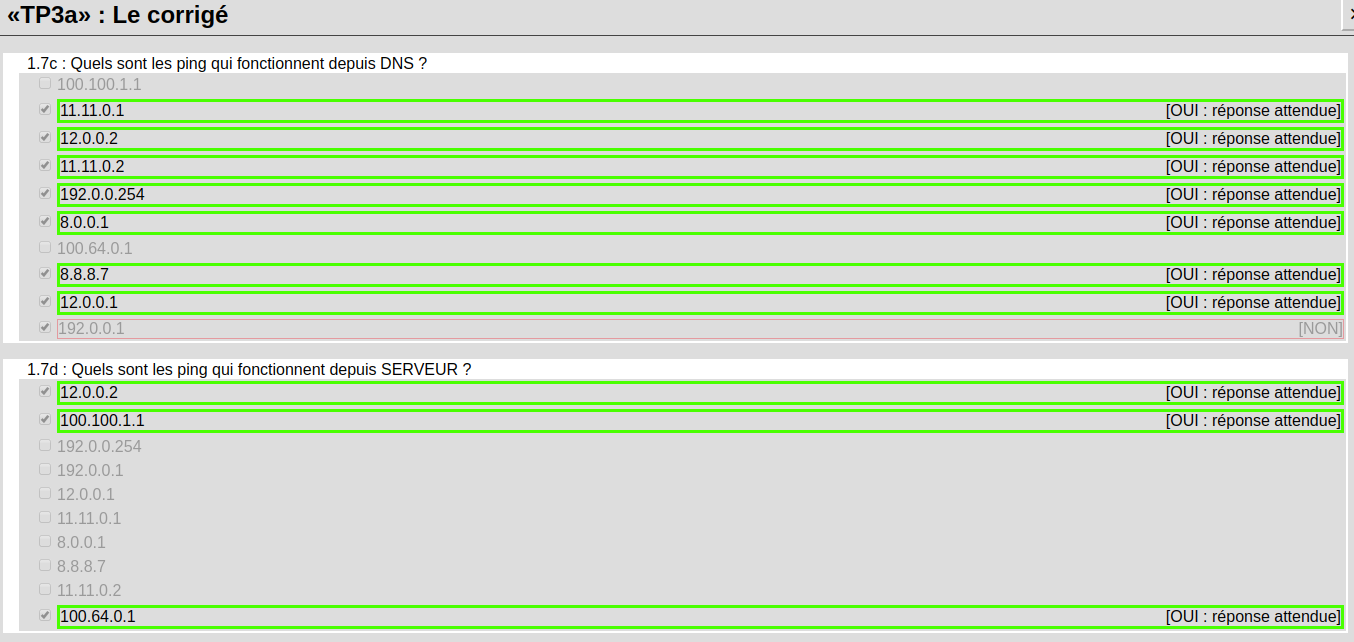 «TP3a» : Le corrigé
1.7c : Quels sont les ping qui fonctionnent depuis DNS ?
100.100.1.1
11.11.0.1 [OUI : réponse attendue]
12.0.0.2 [OUI : réponse attendue]
11.11.0.2 [OUI : réponse attendue]
192.0.0.254 [OUI : réponse attendue]
8.0.0.1 [OUI : réponse attendue]
100.64.0.1
8.8.8.7 [OUI : réponse attendue]
12.0.0.1 [OUI : réponse attendue]
192.0.0.1 [NON]
1.7d : Quels sont les ping qui fonctionnent depuis SERVEUR ?
12.0.0.2 [OUI : réponse attendue]
100.100.1.1 [OUI : réponse attendue]
192.0.0.254
192.0.0.1
12.0.0.1
11.11.0.1
8.0.0.1
8.8.8.7
11.11.0.2
100.64.0.1 [OUI : réponse attendue]